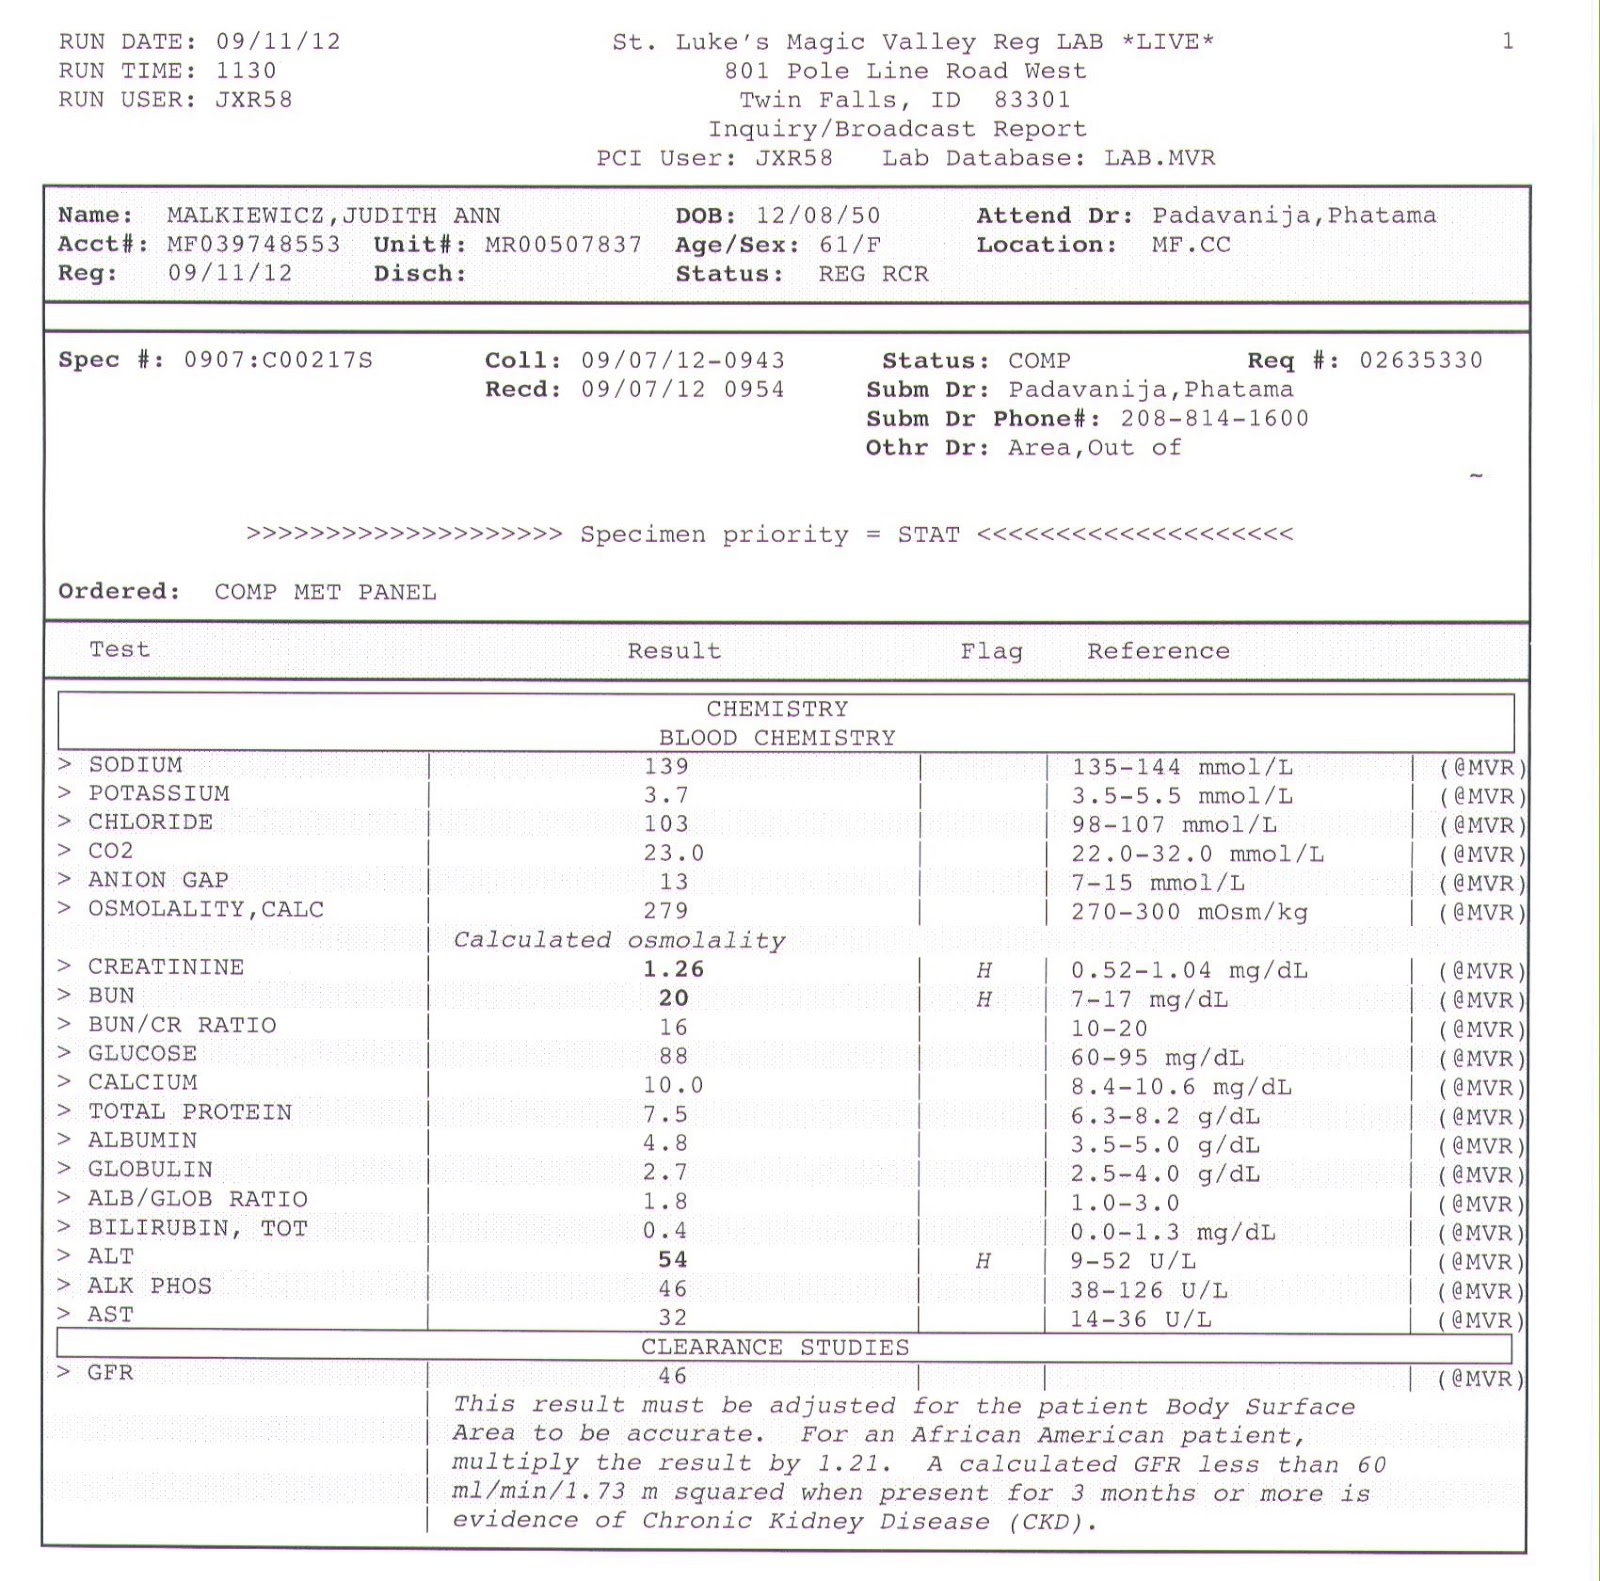 RUN DATE: 09/11/12 St. Luke's Magic Valley Reg LAB *LIVE* 1
RUN TIME: 1130 801 Pole Line Road West
RUN USER: JXR58 Twin Falls, ID 83301
Inquiry/Broadcast Report
PCI User: JXR58 Lab Database: LAB.MVR
Name: MALKIEWICZ,JUDITH ANN DOB: 12/08/50 Attend Dr: Padavanija,Phatama
Acct#: MF039748553 Unit#: MR00507837 Age/Sex: 61/F Location: MF.CC
Reg: 09/11/12 Disch: Status: REG RCR
Spec #: 0907:C00217S Coll: 09/07/12-0943 Status: COMP Req #: 02635330
Recd: 09/07/12 0954 Subm Dr: Padavanija,Phatama
Subm Dr Phone#: 208-814-1600
Othr Dr: Area,Out of
~
>>>>>>>>>>>>>>>>>>>> Specimen priority = STAT <<<<<<<<<<<<<<<<<<<<
Ordered: COMP MET PANEL
Test Result Flag Reference
CHEMISTRY
BLOOD CHEMISTRY
> SODIUM | 139 | | 135-144 mmol/L | (@MVR)
> POTASSIUM | 3.7 | | 3.5-5.5 mmol/L | (@MVR)
> CHLORIDE | 103 | | 98-107 mmol/L | (@MVR)
> CO2 | 23.0 | | 22.0-32.0 mmol/L | (@MVR)
> ANION GAP | 13 | | 7-15 mmol/L | (@MVR)
> OSMOLALITY,CALC | 279 | | 270-300 mOsm/kg | (@MVR)
| Calculated osmolality
> CREATININE | 1.26 | H | 0.52-1.04 mg/dL | (@MVR)
> BUN | 20 | H | 7-17 mg/dL | (@MVR)
> BUN/CR RATIO | 16 | | 10-20 | (@MVR)
> GLUCOSE | 88 | | 60-95 mg/dL | (@MVR)
> CALCIUM | 10.0 | | 8.4-10.6 mg/dL | (@MVR)
> TOTAL PROTEIN | 7.5 | | 6.3-8.2 g/dL | (@MVR)
> ALBUMIN | 4.8 | | 3.5-5.0 g/dL | (@MVR)
> GLOBULIN | 2.7 | | 2.5-4.0 g/dL | (@MVR)
> ALB/GLOB RATIO | 1.8 | | 1.0-3.0 | (@MVR)
> BILIRUBIN, TOT | 0.4 | | 0.0-1.3 mg/dL | (@MVR)
> ALT | 54 | H | 9-52 U/L | (@MVR)
> ALK PHOS | 46 | | 38-126 U/L | (@MVR)
> AST | 32 | | 14-36 U/L | (@MVR)
CLEARANCE STUDIES
> GFR | 46 | | | (@MVR)
| This result must be adjusted for the patient Body Surface
| Area to be accurate. For an African American patient,
| multiply the result by 1.21. A calculated GFR less than 60
| ml/min/1.73 m squared when present for 3 months or more is
| evidence of Chronic Kidney Disease (CKD).